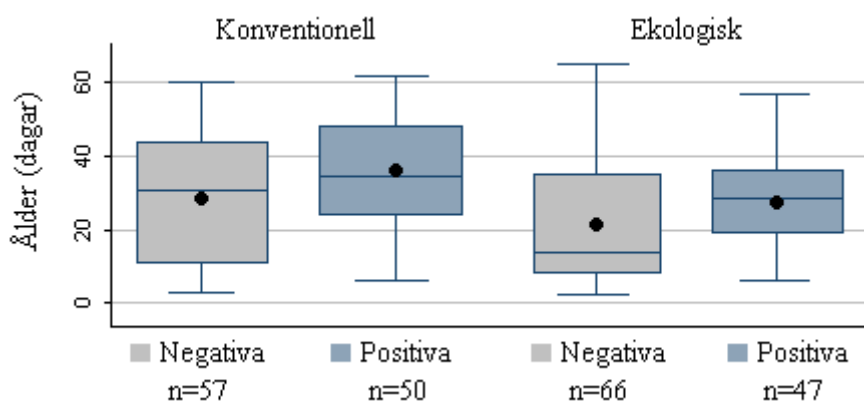 Konventionell Ekologisk
Ålder (dagar)
60
40
20
0
Negativa Positiva Negativa Positiva
n=57 n=50 n=66 n=47